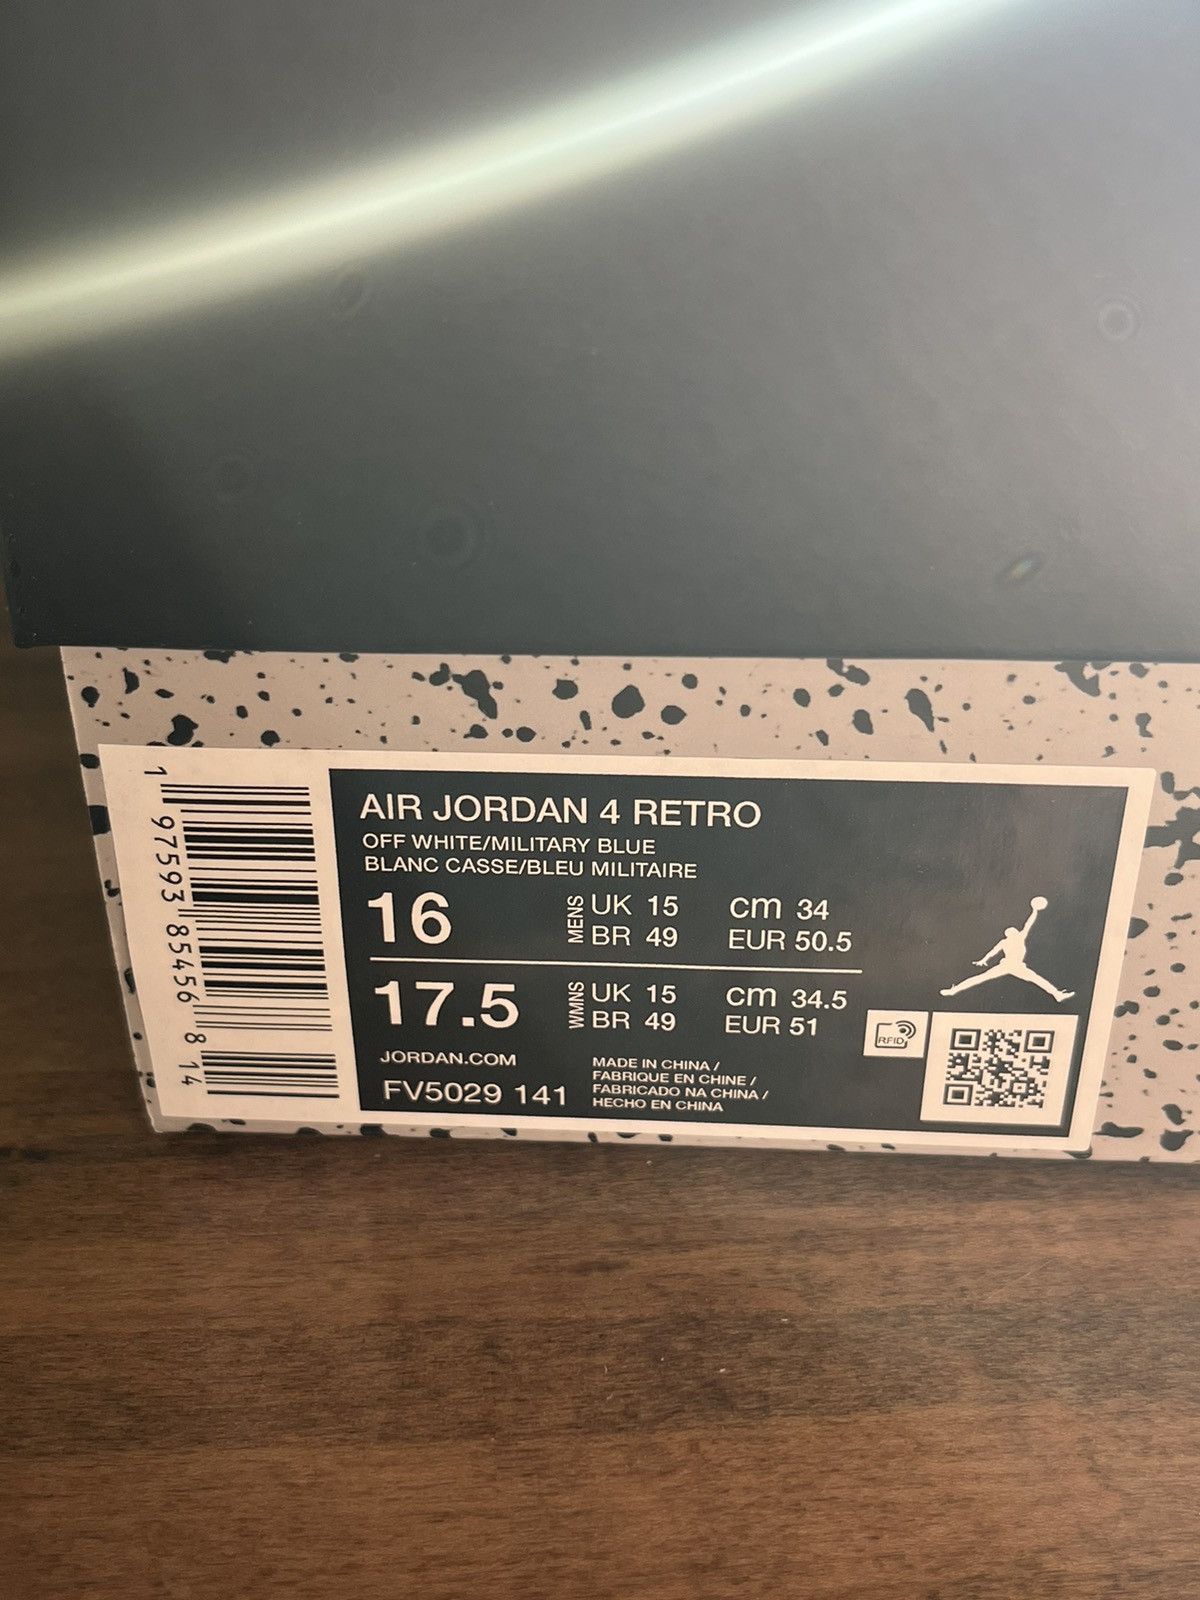 1 97593 85456 8 14
AIR JORDAN 4 RETRO
OFF WHITE/MILITARY BLUE
BLANC CASSE/BLEU MILITAIRE
16
MENS
UK 15
cm 34
BR 49
EUR 50.5
17.5
WMNS
UK 15
cm 34.5
BR 49
EUR 51
JORDAN.COM
FV5029 141
MADE IN CHINA /
FABRIQUE EN CHINE /
FABRICADO NA CHINA /
HECHO EN CHINA
RFID